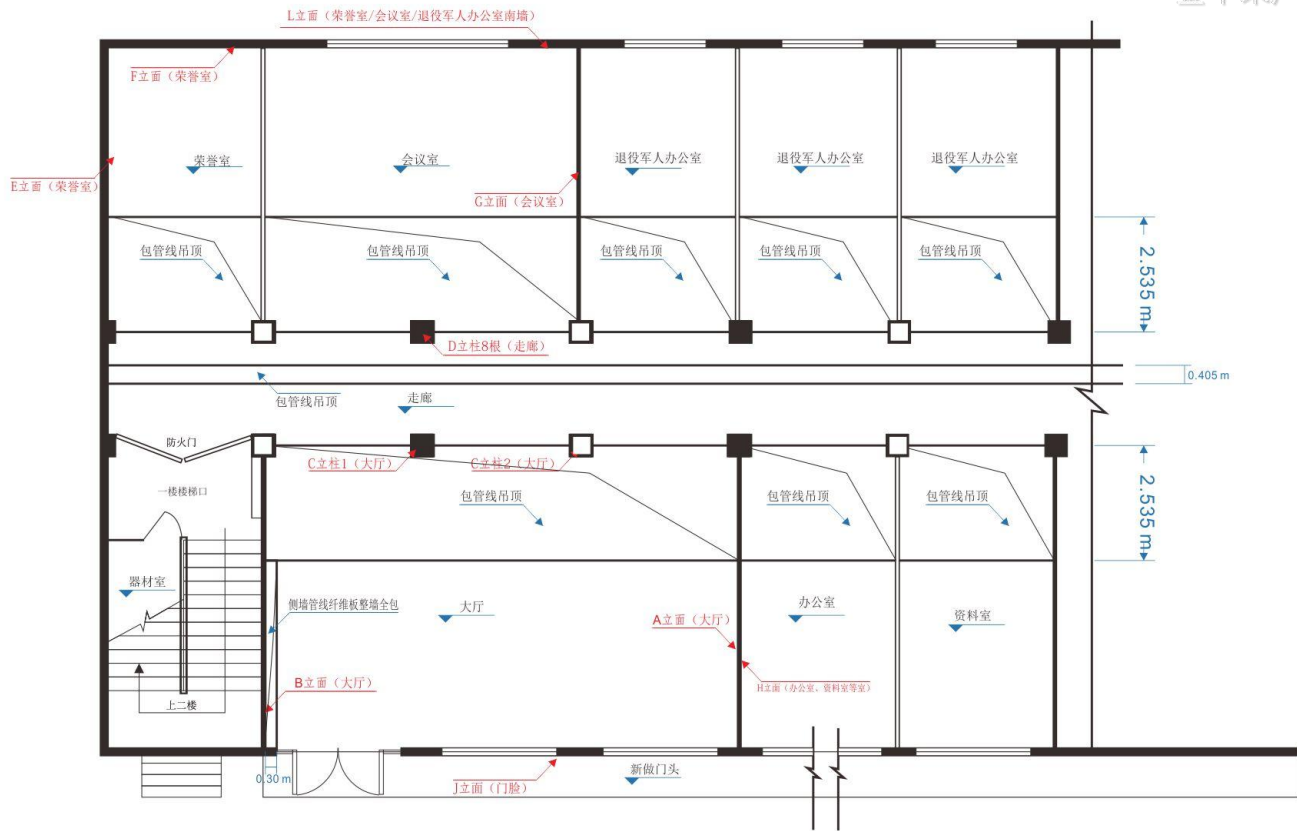 L立面（荣誉室/会议室/退役军人办公室南墙）
F立面（荣誉室）
荣誉室
会议室
退役军人办公室
退役军人办公室
退役军人办公室
E立面（荣誉室）
G立面（会议室）
包管线吊顶
包管线吊顶
包管线吊顶
包管线吊顶
包管线吊顶
2.535 m
D立柱8根（走廊）
0.405 m
包管线吊顶
走廊
防火门
C立柱1（大厅）
C立柱2（大厅）
一楼楼梯口
包管线吊顶
包管线吊顶
包管线吊顶
2.535 m
器材室
侧墙管线纤维板整墙全包
大厅
办公室
资料室
A立面（大厅）
B立面（大厅）
H立面（办公室、资料室等室）
上二楼
0.30 m
新做门头
J立面（门脸）